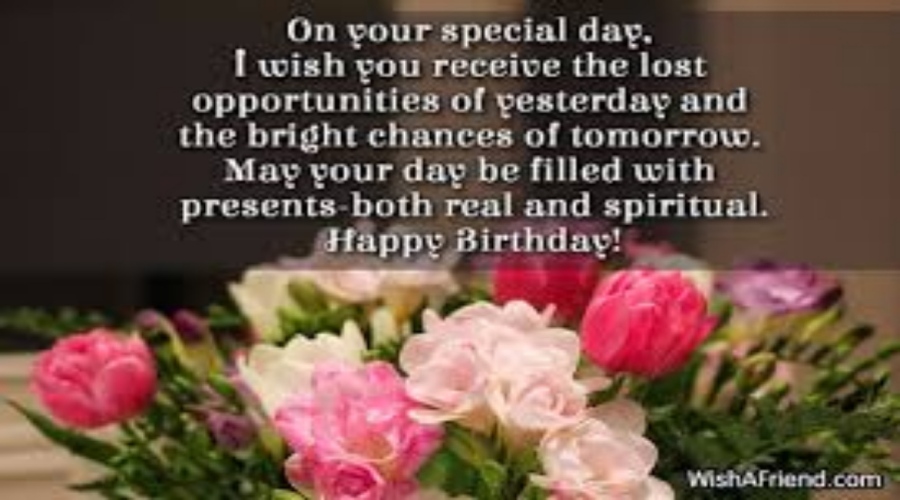 On your special day,
I wish you receive the lost
opportunities of yesterday and
the bright chances of tomorrow.
May your day be filled with
presents-both real and spiritual.
Happy Birthday!
WishAFriend.com